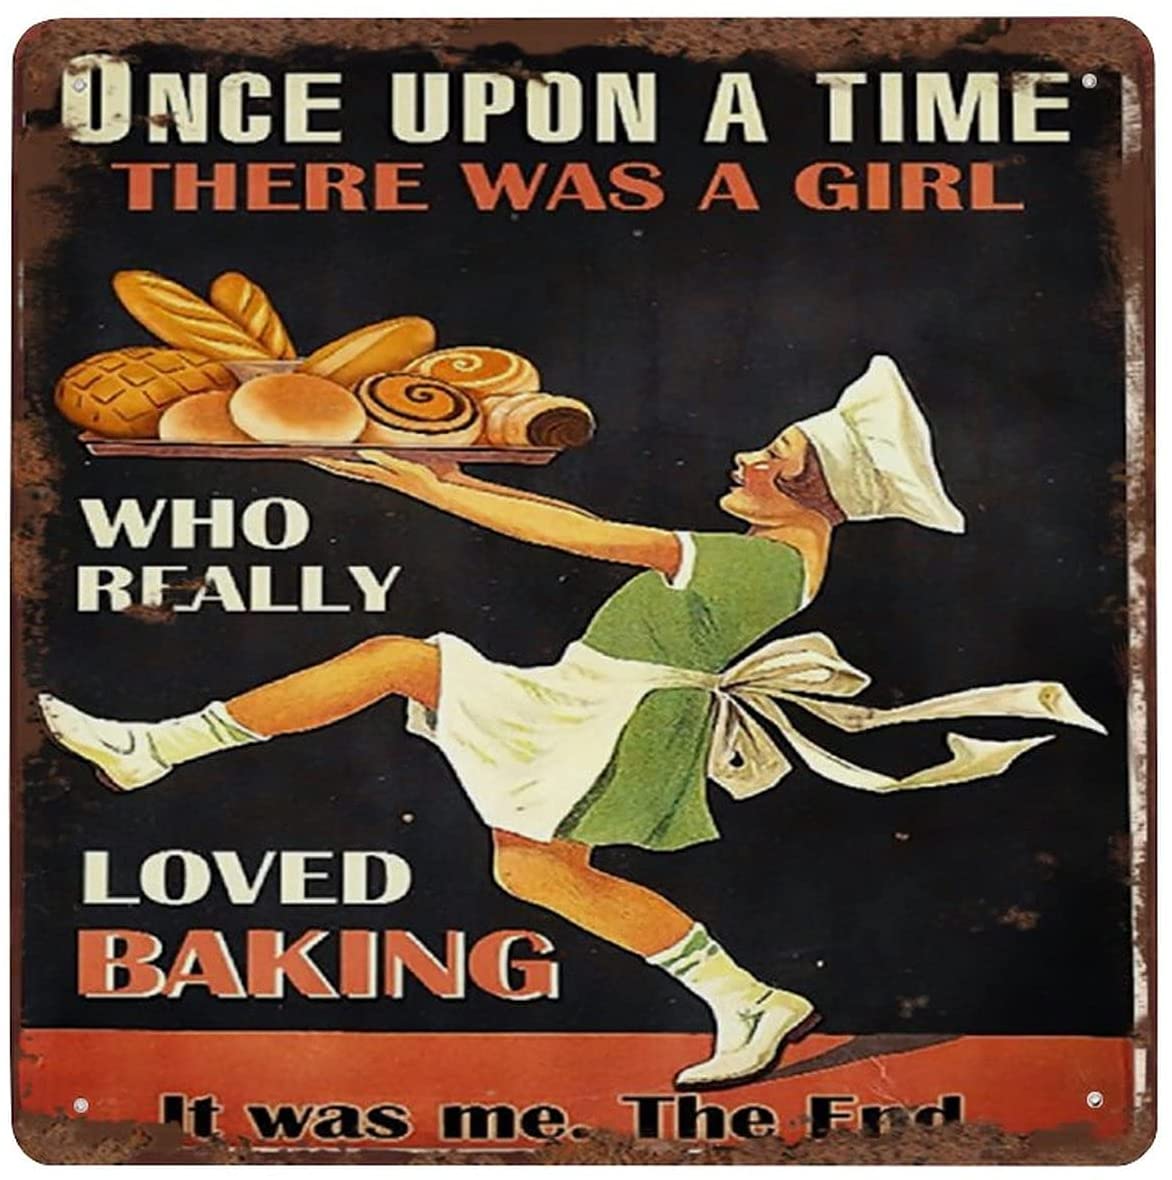 ONCE UPON A TIME
THERE WAS A GIRL
WHO
REALLY
LOVED
BAKING
It was me. The End